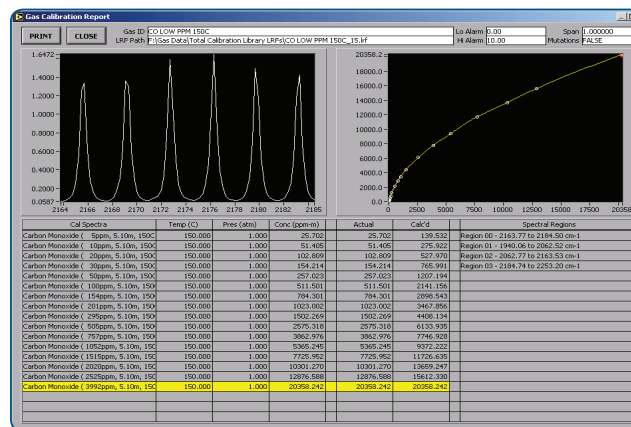 Gas Calibration Report
PRINT CLOSE Gas ID CO LOW PPM 150C Lo Alarm 0.00 Span 1.000000
LRF Path F:\Gas Data\Total Calibration Library LRFs\CO LOW PPM 150C_15.lrf Hi Alarm 10.00 Mutations FALSE
1.6472
1.4000
1.2000
1.0000
0.8000
0.6000
0.4000
0.2000
0.0587
2164 2166 2168 2170 2172 2174 2176 2178 2180 2182 2185
20358.2
18000.0
16000.0
14000.0
12000.0
10000.0
8000.0
6000.0
4000.0
2000.0
0.0
0 2500 5000 7500 10000 12500 15000 17500 20358
Cal Spectra Temp (C) Pres (atm) Conc (ppm-m) Actual Calc'd Spectral Regions
Carbon Monoxide ( 5ppm, 5.10m, 150C 150.000 1.000 25.702 25.702 139.532 Region 00 - 2163.77 to 2184.50 cm-1
Carbon Monoxide ( 10ppm, 5.10m, 150C 150.000 1.000 51.405 51.405 275.922 Region 01 - 1940.06 to 2062.52 cm-1
Carbon Monoxide ( 20ppm, 5.10m, 150C 150.000 1.000 102.809 102.809 527.970 Region 02 - 2062.77 to 2163.53 cm-1
Carbon Monoxide ( 30ppm, 5.10m, 150C 150.000 1.000 154.214 154.214 765.991 Region 03 - 2184.74 to 2253.20 cm-1
Carbon Monoxide ( 50ppm, 5.10m, 150C 150.000 1.000 257.023 257.023 1207.194
Carbon Monoxide ( 100ppm, 5.10m, 150 150.000 1.000 511.501 511.501 2141.156
Carbon Monoxide ( 154ppm, 5.10m, 150 150.000 1.000 784.301 784.301 2898.543
Carbon Monoxide ( 201ppm, 5.10m, 150 150.000 1.000 1023.002 1023.002 3467.856
Carbon Monoxide ( 295ppm, 5.10m, 150 150.000 1.000 1502.269 1502.269 4408.134
Carbon Monoxide ( 505ppm, 5.10m, 150 150.000 1.000 2575.318 2575.318 6133.935
Carbon Monoxide ( 757ppm, 5.10m, 150 150.000 1.000 3862.976 3862.976 7746.928
Carbon Monoxide ( 1052ppm, 5.10m, 15C 150.000 1.000 5365.245 5365.245 9372.222
Carbon Monoxide ( 1515ppm, 5.10m, 15C 150.000 1.000 7725.952 7725.952 11726.635
Carbon Monoxide ( 2020ppm, 5.10m, 15C 150.000 1.000 10301.270 10301.270 13659.247
Carbon Monoxide ( 2525ppm, 5.10m, 15C 150.000 1.000 12876.588 12876.588 15612.330
Carbon Monoxide ( 3992ppm, 5.10m, 15C 150.000 1.000 20358.242 20358.242 20358.242